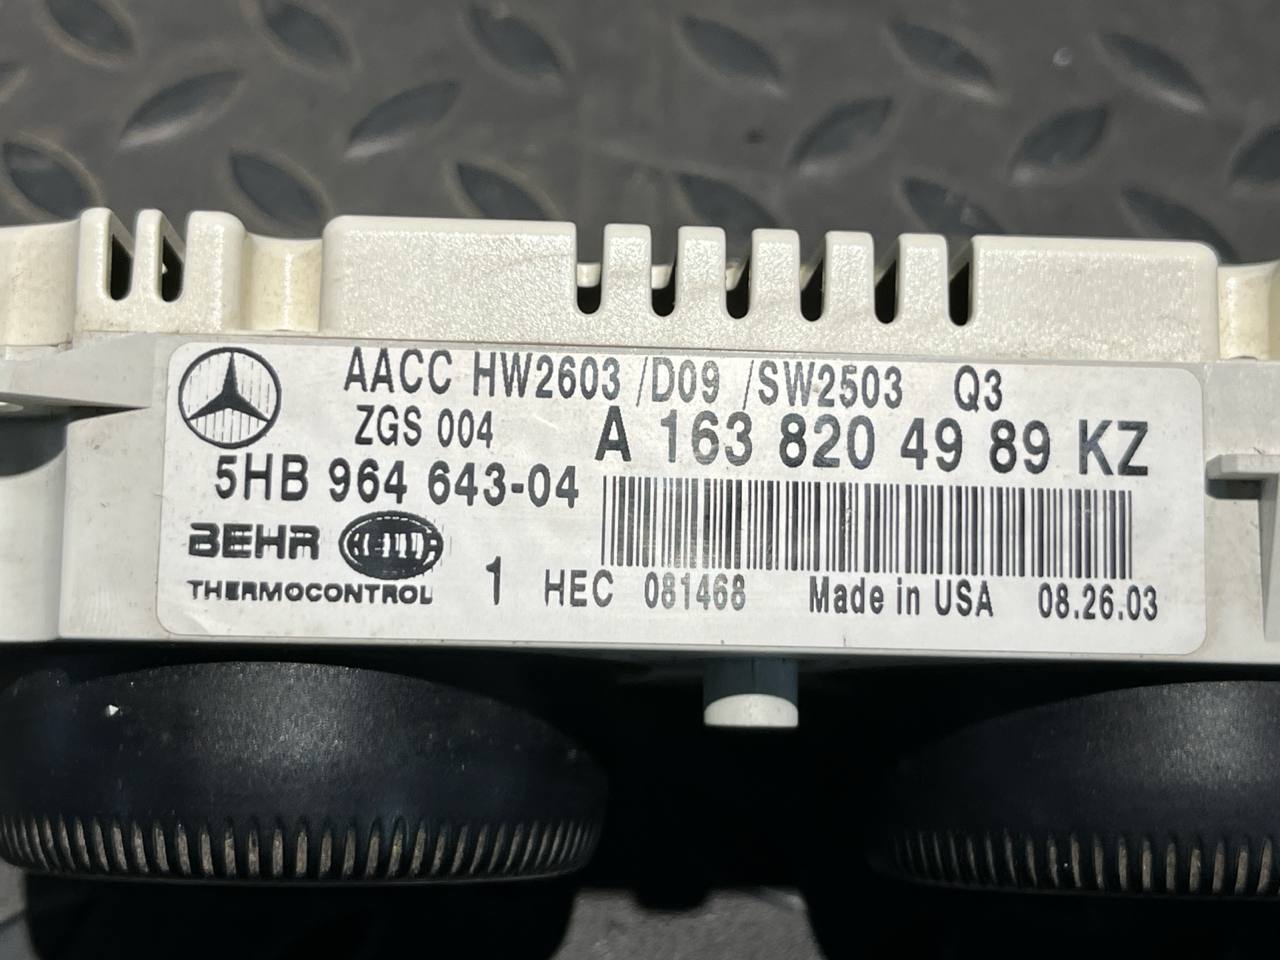 AACC HW2603 /D09 /SW2503 Q3
ZGS 004 A 163 820 49 89 KZ
5HB 964 643-04
BEHR HELLA
THERMOCONTROL
1 HEC 081468 Made in USA 08.26.03